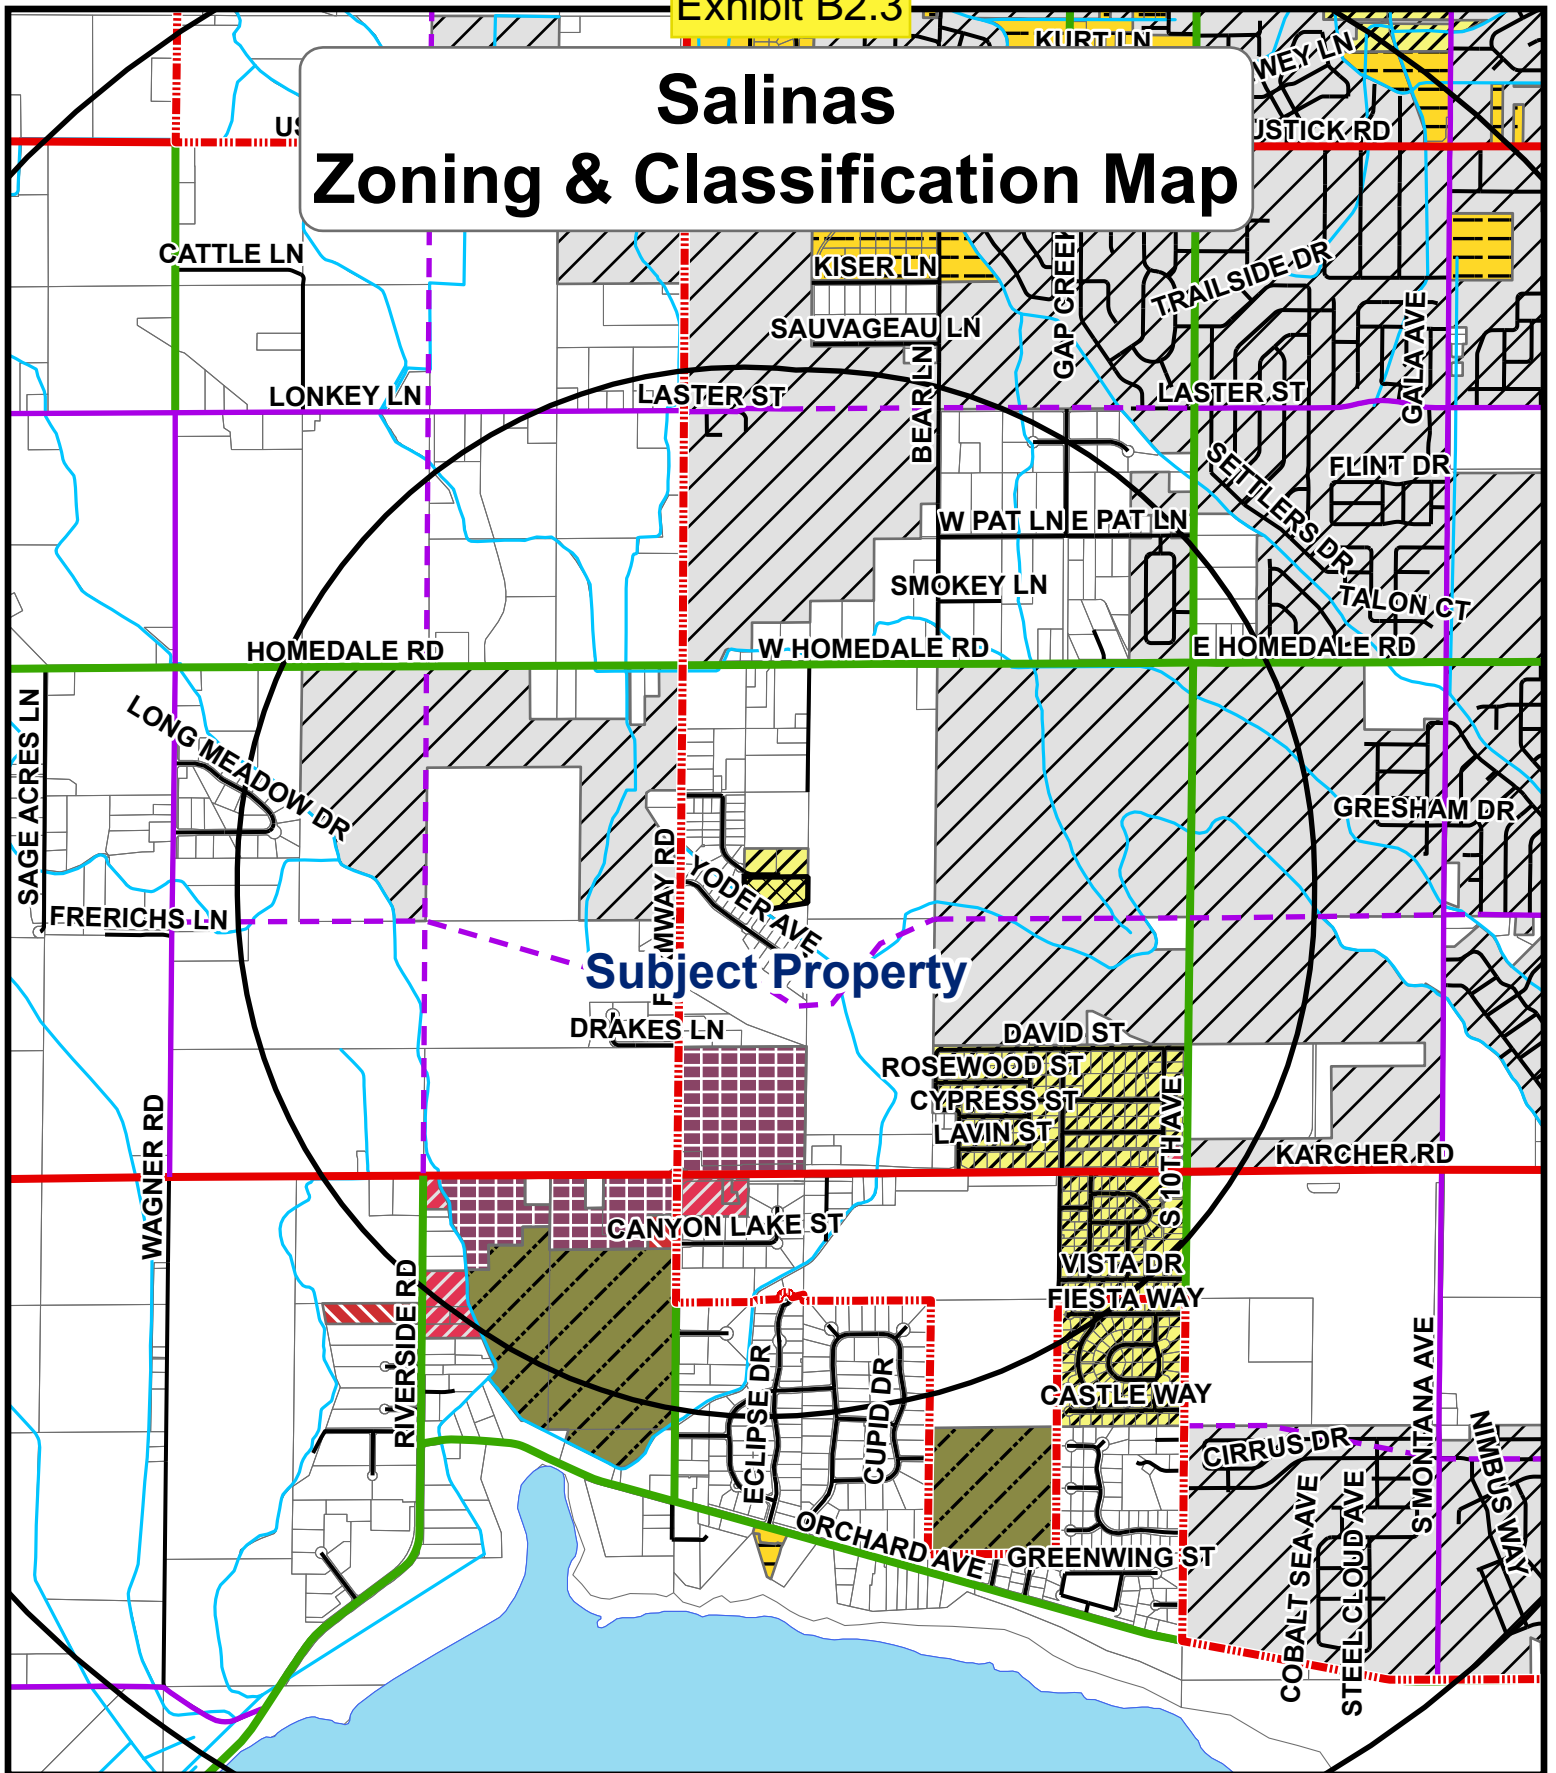 Exhibit B2.3
Salinas
Zoning & Classification Map
KURT LN
WEY LN
US
USTICK RD
CATTLE LN
KISER LN
GAP CREEK
TRAILSIDE DR
SAUVAGEAU LN
GALA AVE
BEAR LN
LONKEY LN
LASTER ST
LASTER ST
SETTLERS DR
FLINT DR
W PAT LN
E PAT LN
SMOKEY LN
TALON CT
HOMEDALE RD
W HOMEDALE RD
E HOMEDALE RD
SAGE ACRES LN
LONG MEADOW DR
GRESHAM DR
FARMWAY RD
YODER AVE
FRERICHS LN
Subject Property
DRAKES LN
DAVID ST
ROSEWOOD ST
CYPRESS ST
LAVIN ST
S 10TH AVE
KARCHER RD
WAGNER RD
CANYON LAKE ST
VISTA DR
FIESTA WAY
RIVERSIDE RD
ECLIPSE DR
CUPID DR
CASTLE WAY
S MONTANA AVE
NIMBUS WAY
CIRRUS DR
COBALT SEA AVE
STEEL CLOUD AVE
ORCHARD AVE
GREENWING ST